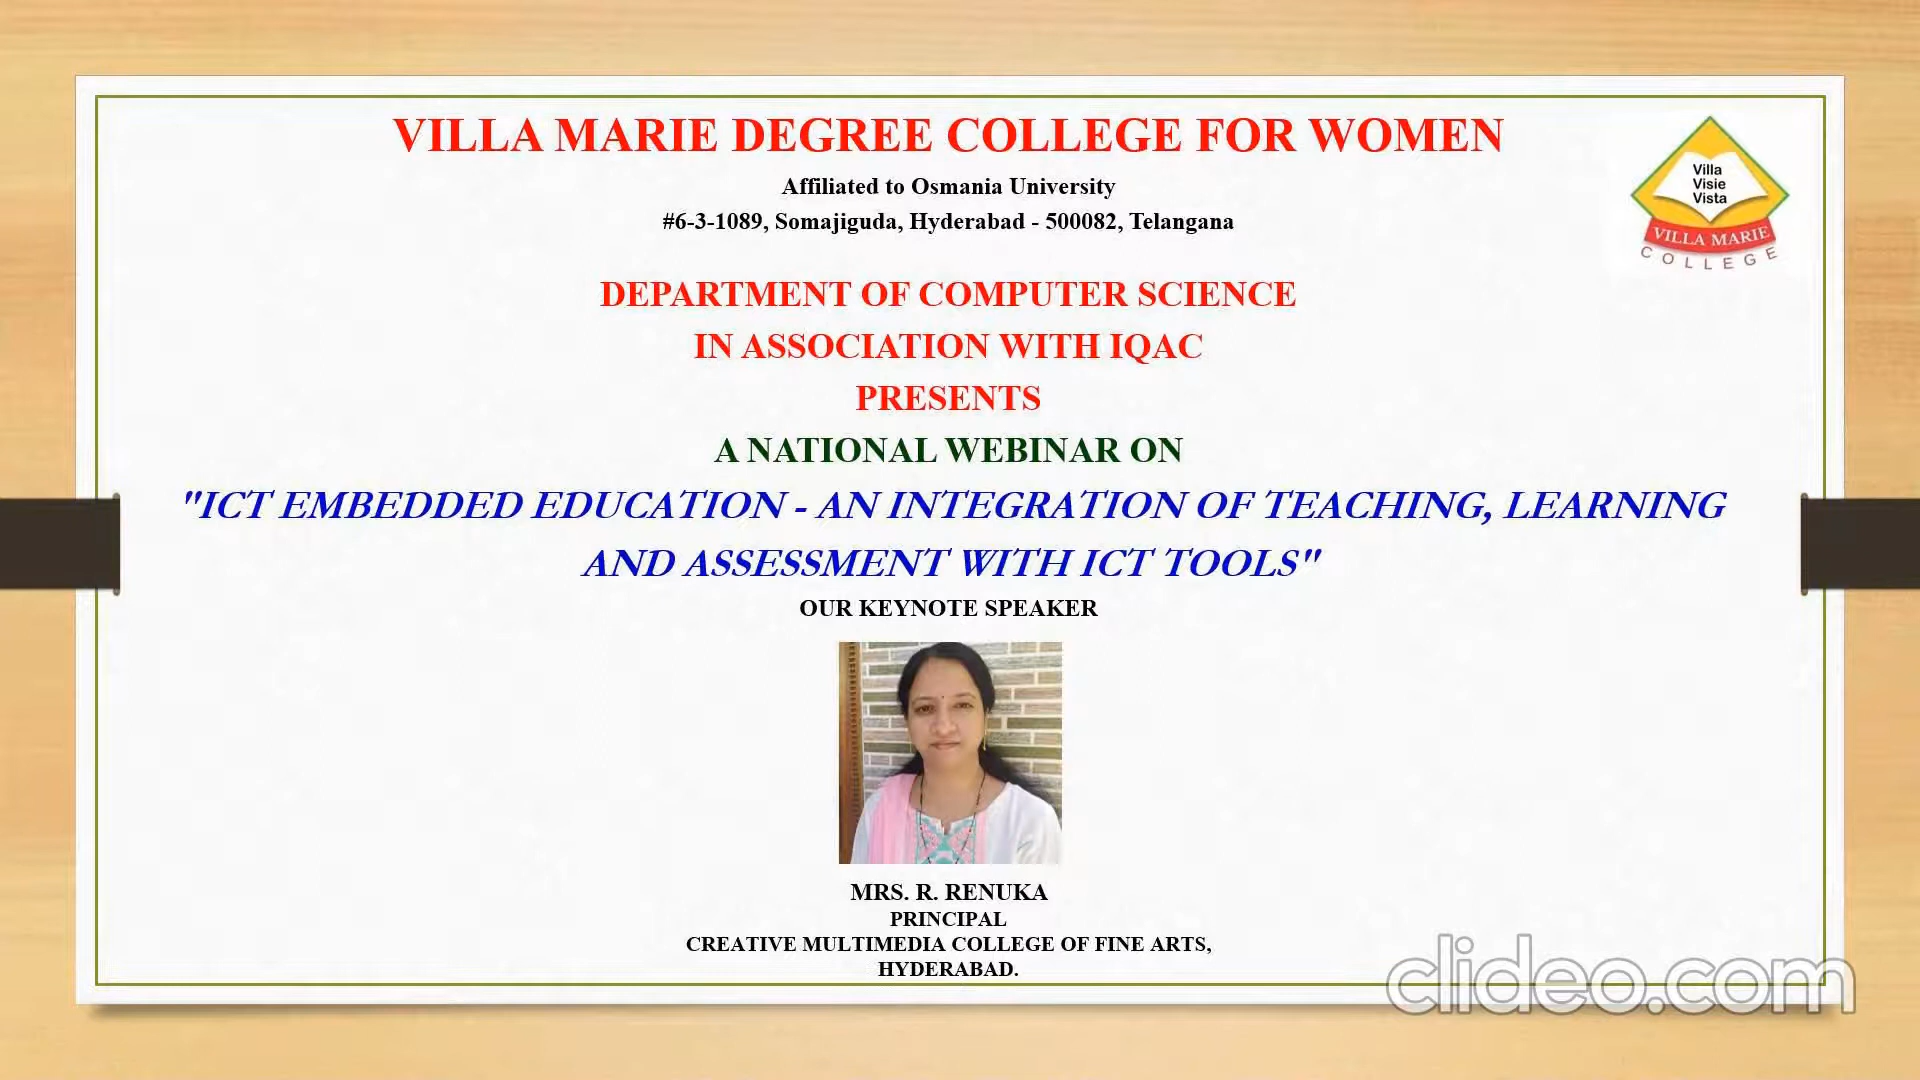 VILLA MARIE DEGREE COLLEGE FOR WOMEN
Affiliated to Osmania University
#6-3-1089, Somajiguda, Hyderabad - 500082, Telangana
Villa
Visie
Vista
VILLA MARIE
COLLEGE
DEPARTMENT OF COMPUTER SCIENCE
IN ASSOCIATION WITH IQAC
PRESENTS
A NATIONAL WEBINAR ON
"ICT EMBEDDED EDUCATION - AN INTEGRATION OF TEACHING, LEARNING
AND ASSESSMENT WITH ICT TOOLS"
OUR KEYNOTE SPEAKER
MRS. R. RENUKA
PRINCIPAL
CREATIVE MULTIMEDIA COLLEGE OF FINE ARTS,
HYDERABAD.
clideo.com